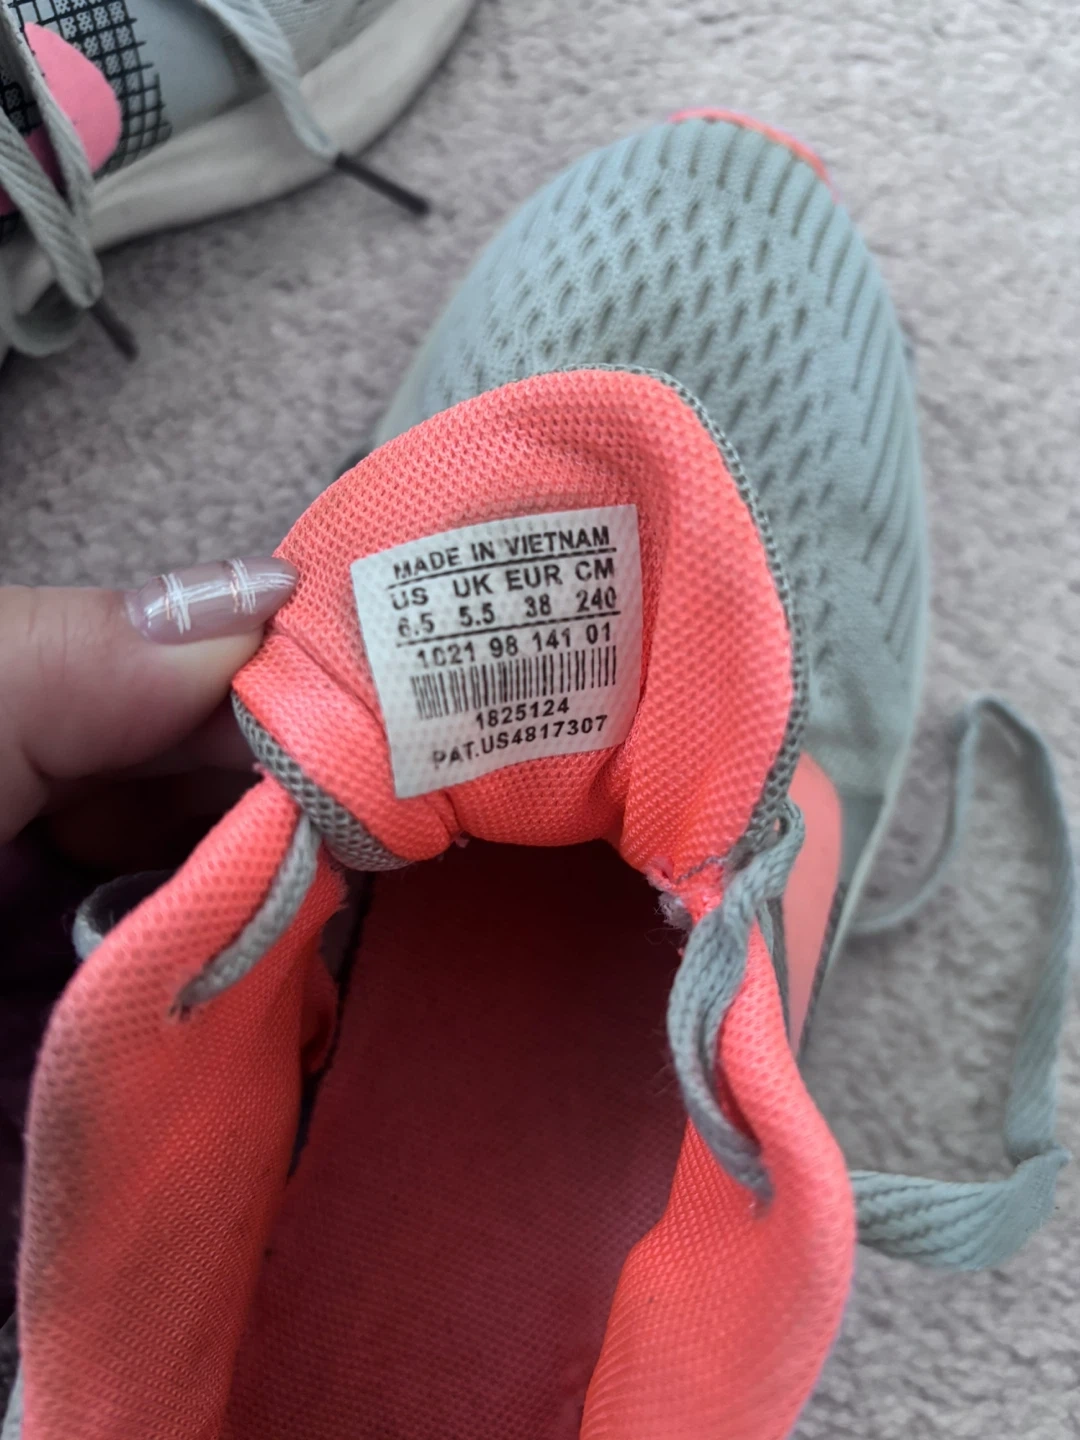 MADE IN VIETNAM
US UK EUR CM
6.5 5.5 38 240
1021 98 141 01
1825124
PAT.US4817307